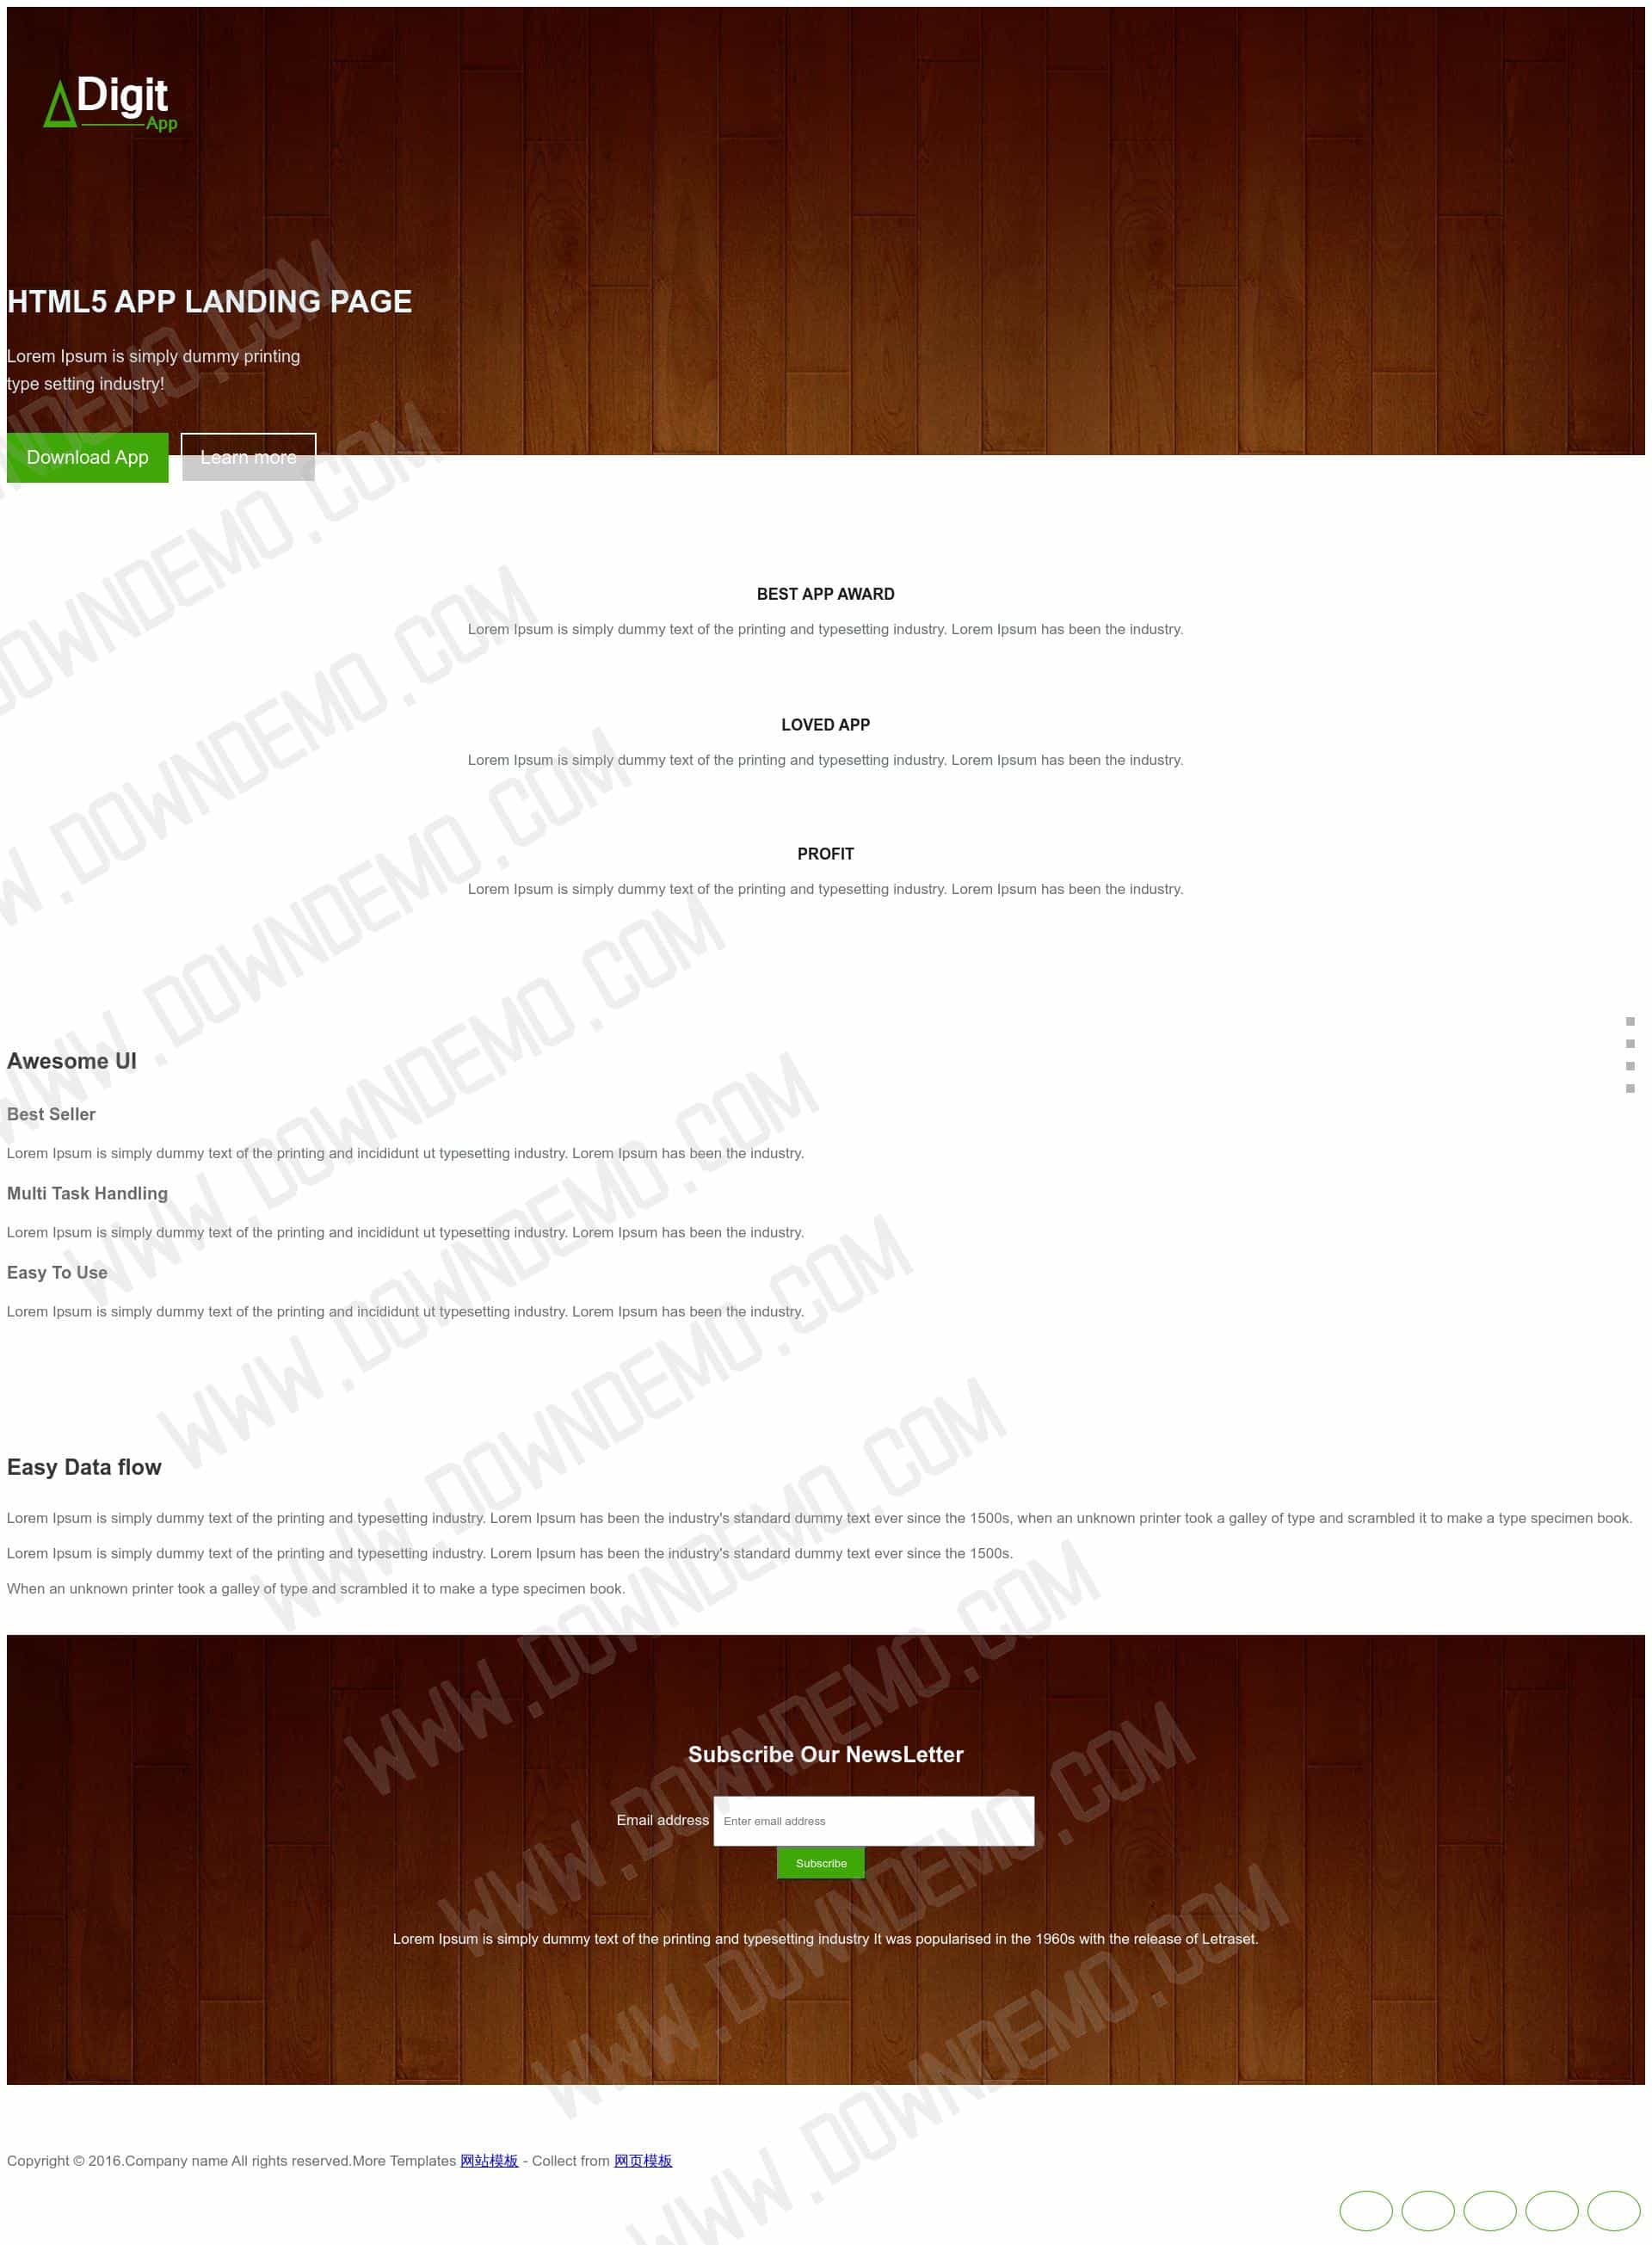 Digit
App
HTML5 APP LANDING PAGE
Lorem Ipsum is simply dummy printing
type setting industry!
Download App
Learn more
BEST APP AWARD
Lorem Ipsum is simply dummy text of the printing and typesetting industry. Lorem Ipsum has been the industry.
LOVED APP
Lorem Ipsum is simply dummy text of the printing and typesetting industry. Lorem Ipsum has been the industry.
PROFIT
Lorem Ipsum is simply dummy text of the printing and typesetting industry. Lorem Ipsum has been the industry.
Awesome UI
Best Seller
Lorem Ipsum is simply dummy text of the printing and incididunt ut typesetting industry. Lorem Ipsum has been the industry.
Multi Task Handling
Lorem Ipsum is simply dummy text of the printing and incididunt ut typesetting industry. Lorem Ipsum has been the industry.
Easy To Use
Lorem Ipsum is simply dummy text of the printing and incididunt ut typesetting industry. Lorem Ipsum has been the industry.
Easy Data flow
Lorem Ipsum is simply dummy text of the printing and typesetting industry. Lorem Ipsum has been the industry's standard dummy text ever since the 1500s, when an unknown printer took a galley of type and scrambled it to make a type specimen book.
Lorem Ipsum is simply dummy text of the printing and typesetting industry. Lorem Ipsum has been the industry's standard dummy text ever since the 1500s.
When an unknown printer took a galley of type and scrambled it to make a type specimen book.
Subscribe Our NewsLetter
Email address Enter email address
Subscribe
Lorem Ipsum is simply dummy text of the printing and typesetting industry It was popularised in the 1960s with the release of Letraset.
Copyright © 2016.Company name All rights reserved.More Templates 网站模板 - Collect from 网页模板
WWW.DOWNDEMO.COM